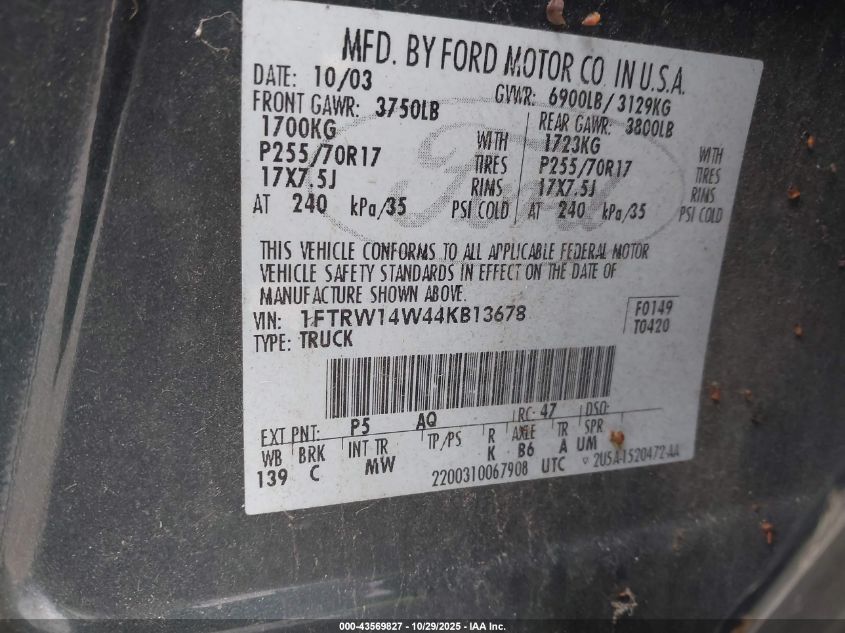 MFD. BY FORD MOTOR CO. IN U.S.A.
DATE: 10/03 GVWR: 6900LB/ 3129KG
FRONT GAWR: 3750LB REAR GAWR: 3800LB
1700KG WITH 1723KG WITH
P255/70R17 TIRES P255/70R17 TIRES
17X7.5J RIMS 17X7.5J RIMS
AT 240 kPa/35 PSI COLD AT 240 kPa/35 PSI COLD
Ford
THIS VEHICLE CONFORMS TO ALL APPLICABLE FEDERAL MOTOR
VEHICLE SAFETY STANDARDS IN EFFECT ON THE DATE OF
MANUFACTURE SHOWN ABOVE.
VIN: 1FTRW14W44KB13678 F0149
TYPE: TRUCK T0420
EXT PNT: P5 AQ RC: 47 DSO:
WB BRK INT TR TP/PS R AXLE TR SPR
139 C MW K B6 A UM
2200310067908 UTC 2U5A-1520472-AA
000-43569827 - 10/29/2025 - IAA Inc.